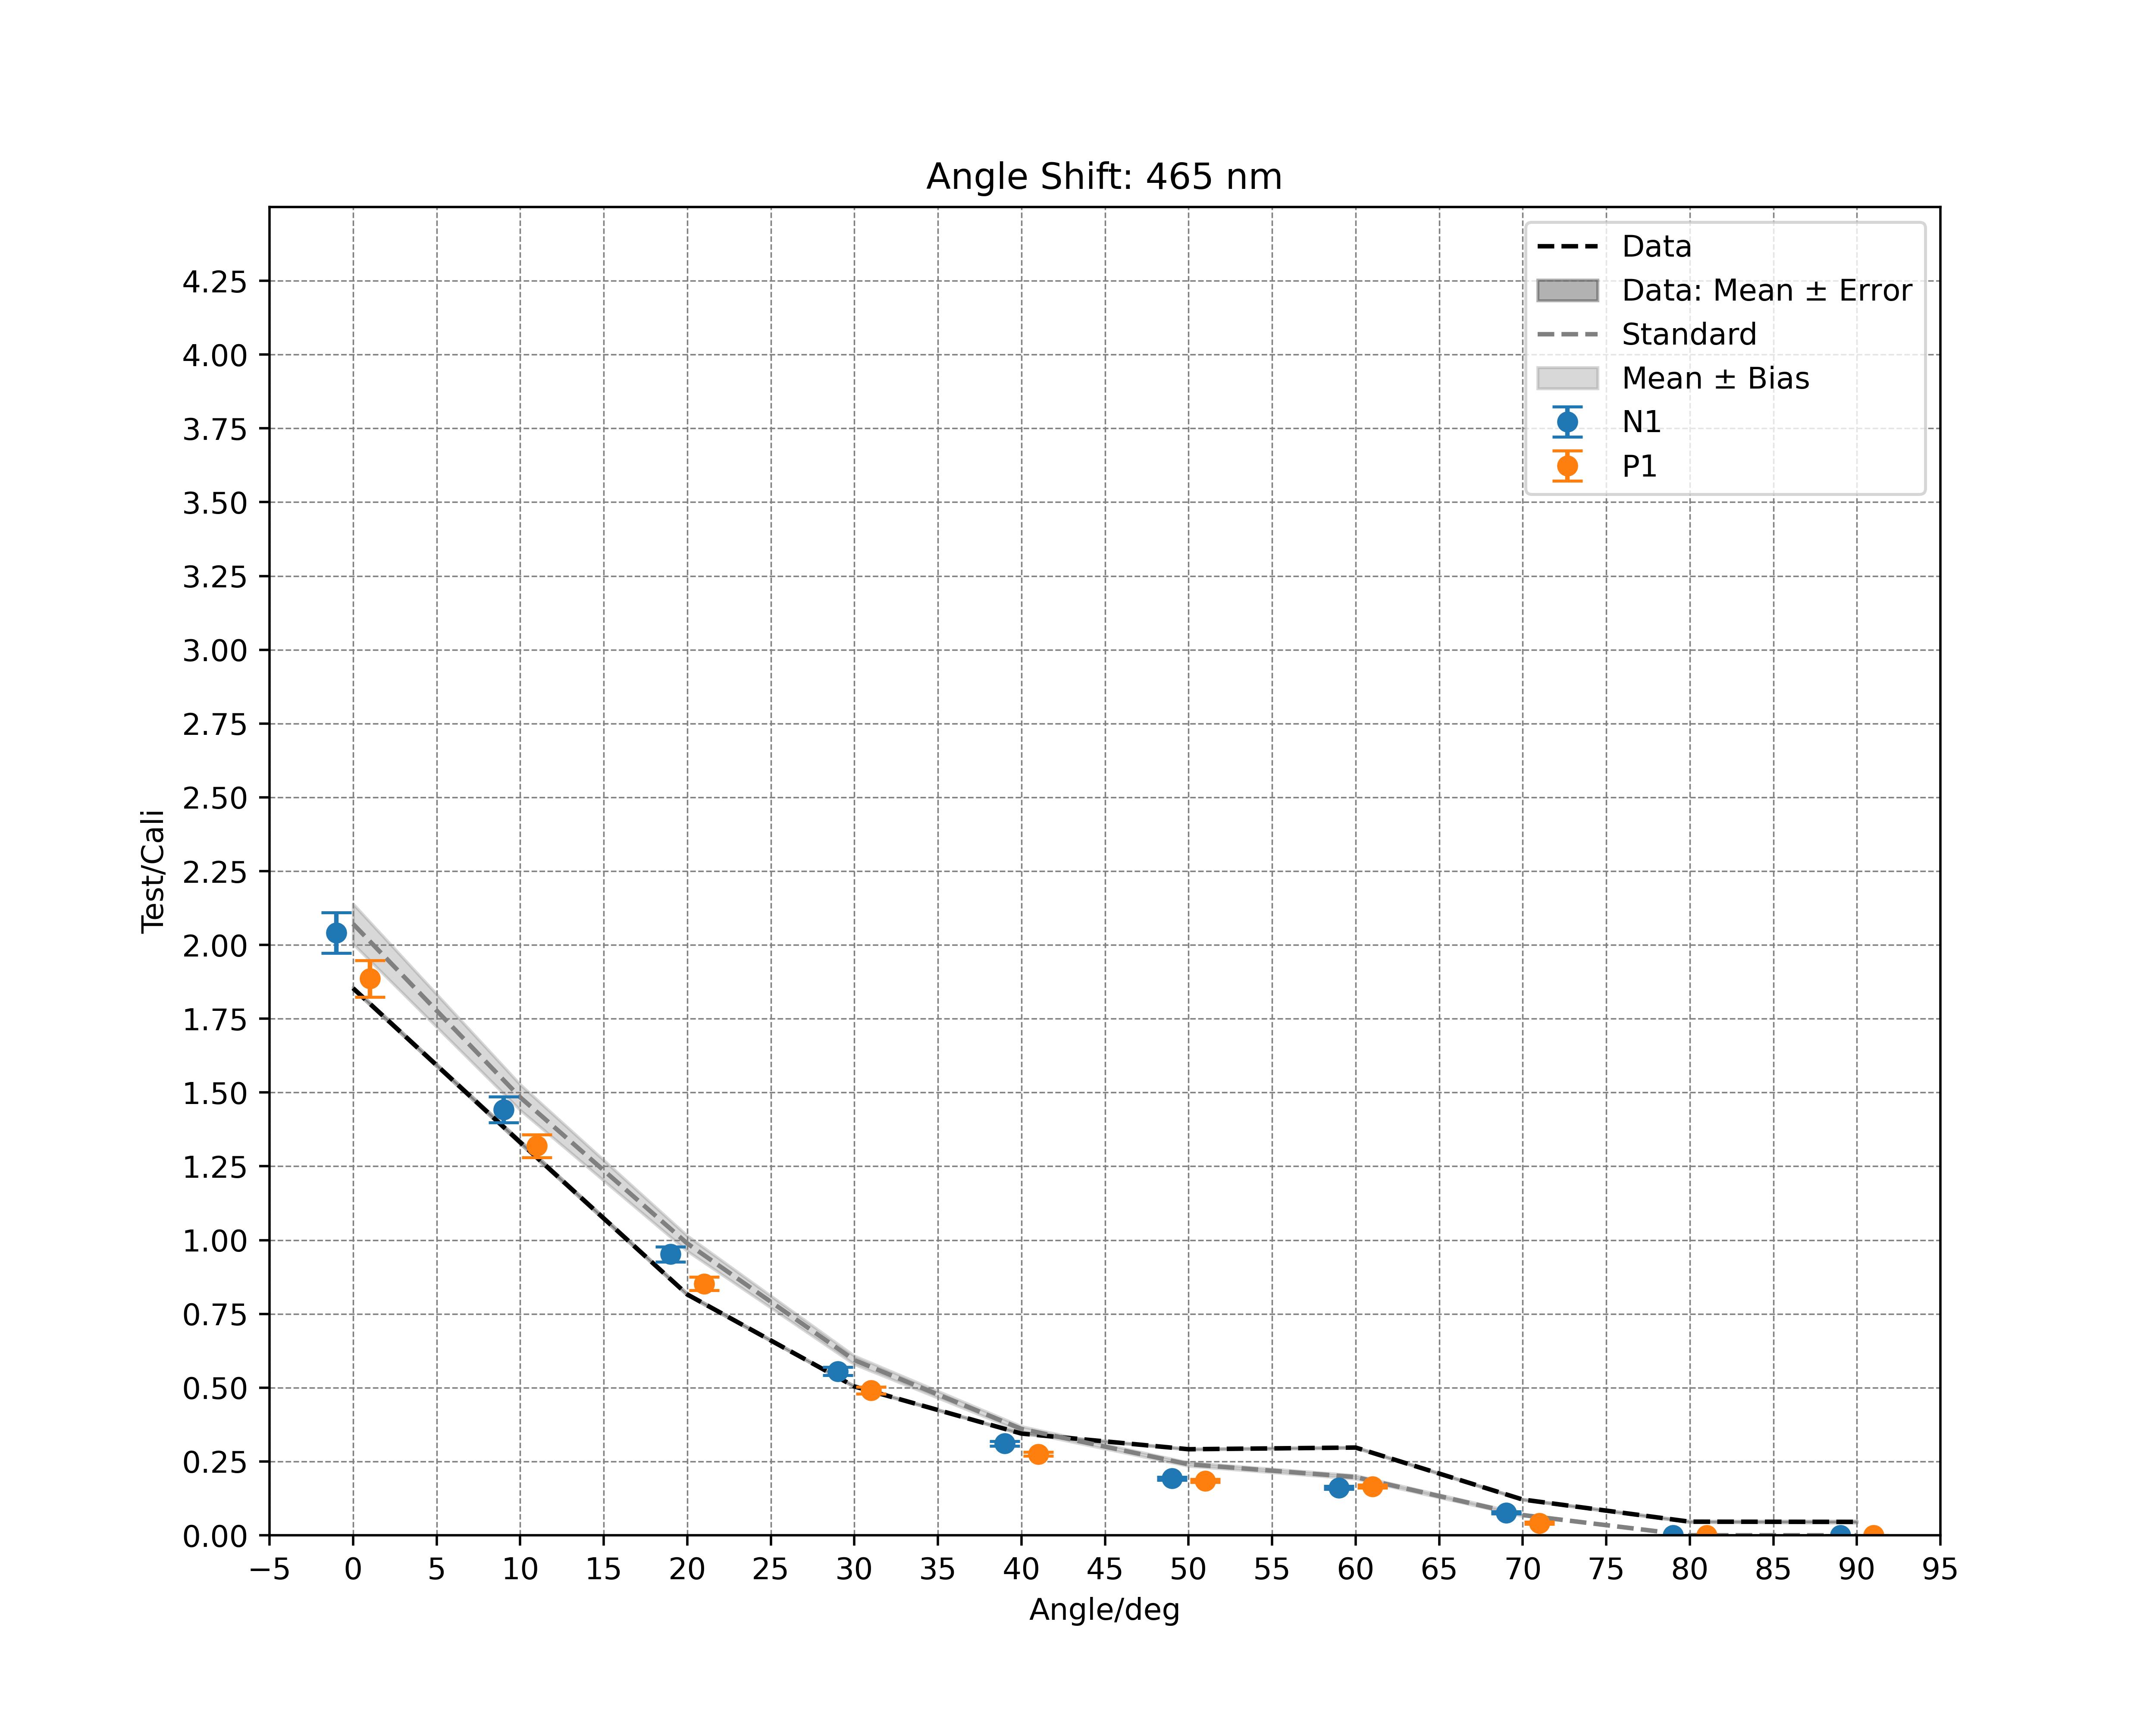 Angle Shift: 465 nm
Data
Data: Mean ± Error
Standard
Mean ± Bias
N1
P1
4.25
4.00
3.75
3.50
3.25
3.00
2.75
2.50
2.25
2.00
1.75
1.50
1.25
1.00
0.75
0.50
0.25
0.00
Test/Cali
−5 0 5 10 15 20 25 30 35 40 45 50 55 60 65 70 75 80 85 90 95
Angle/deg